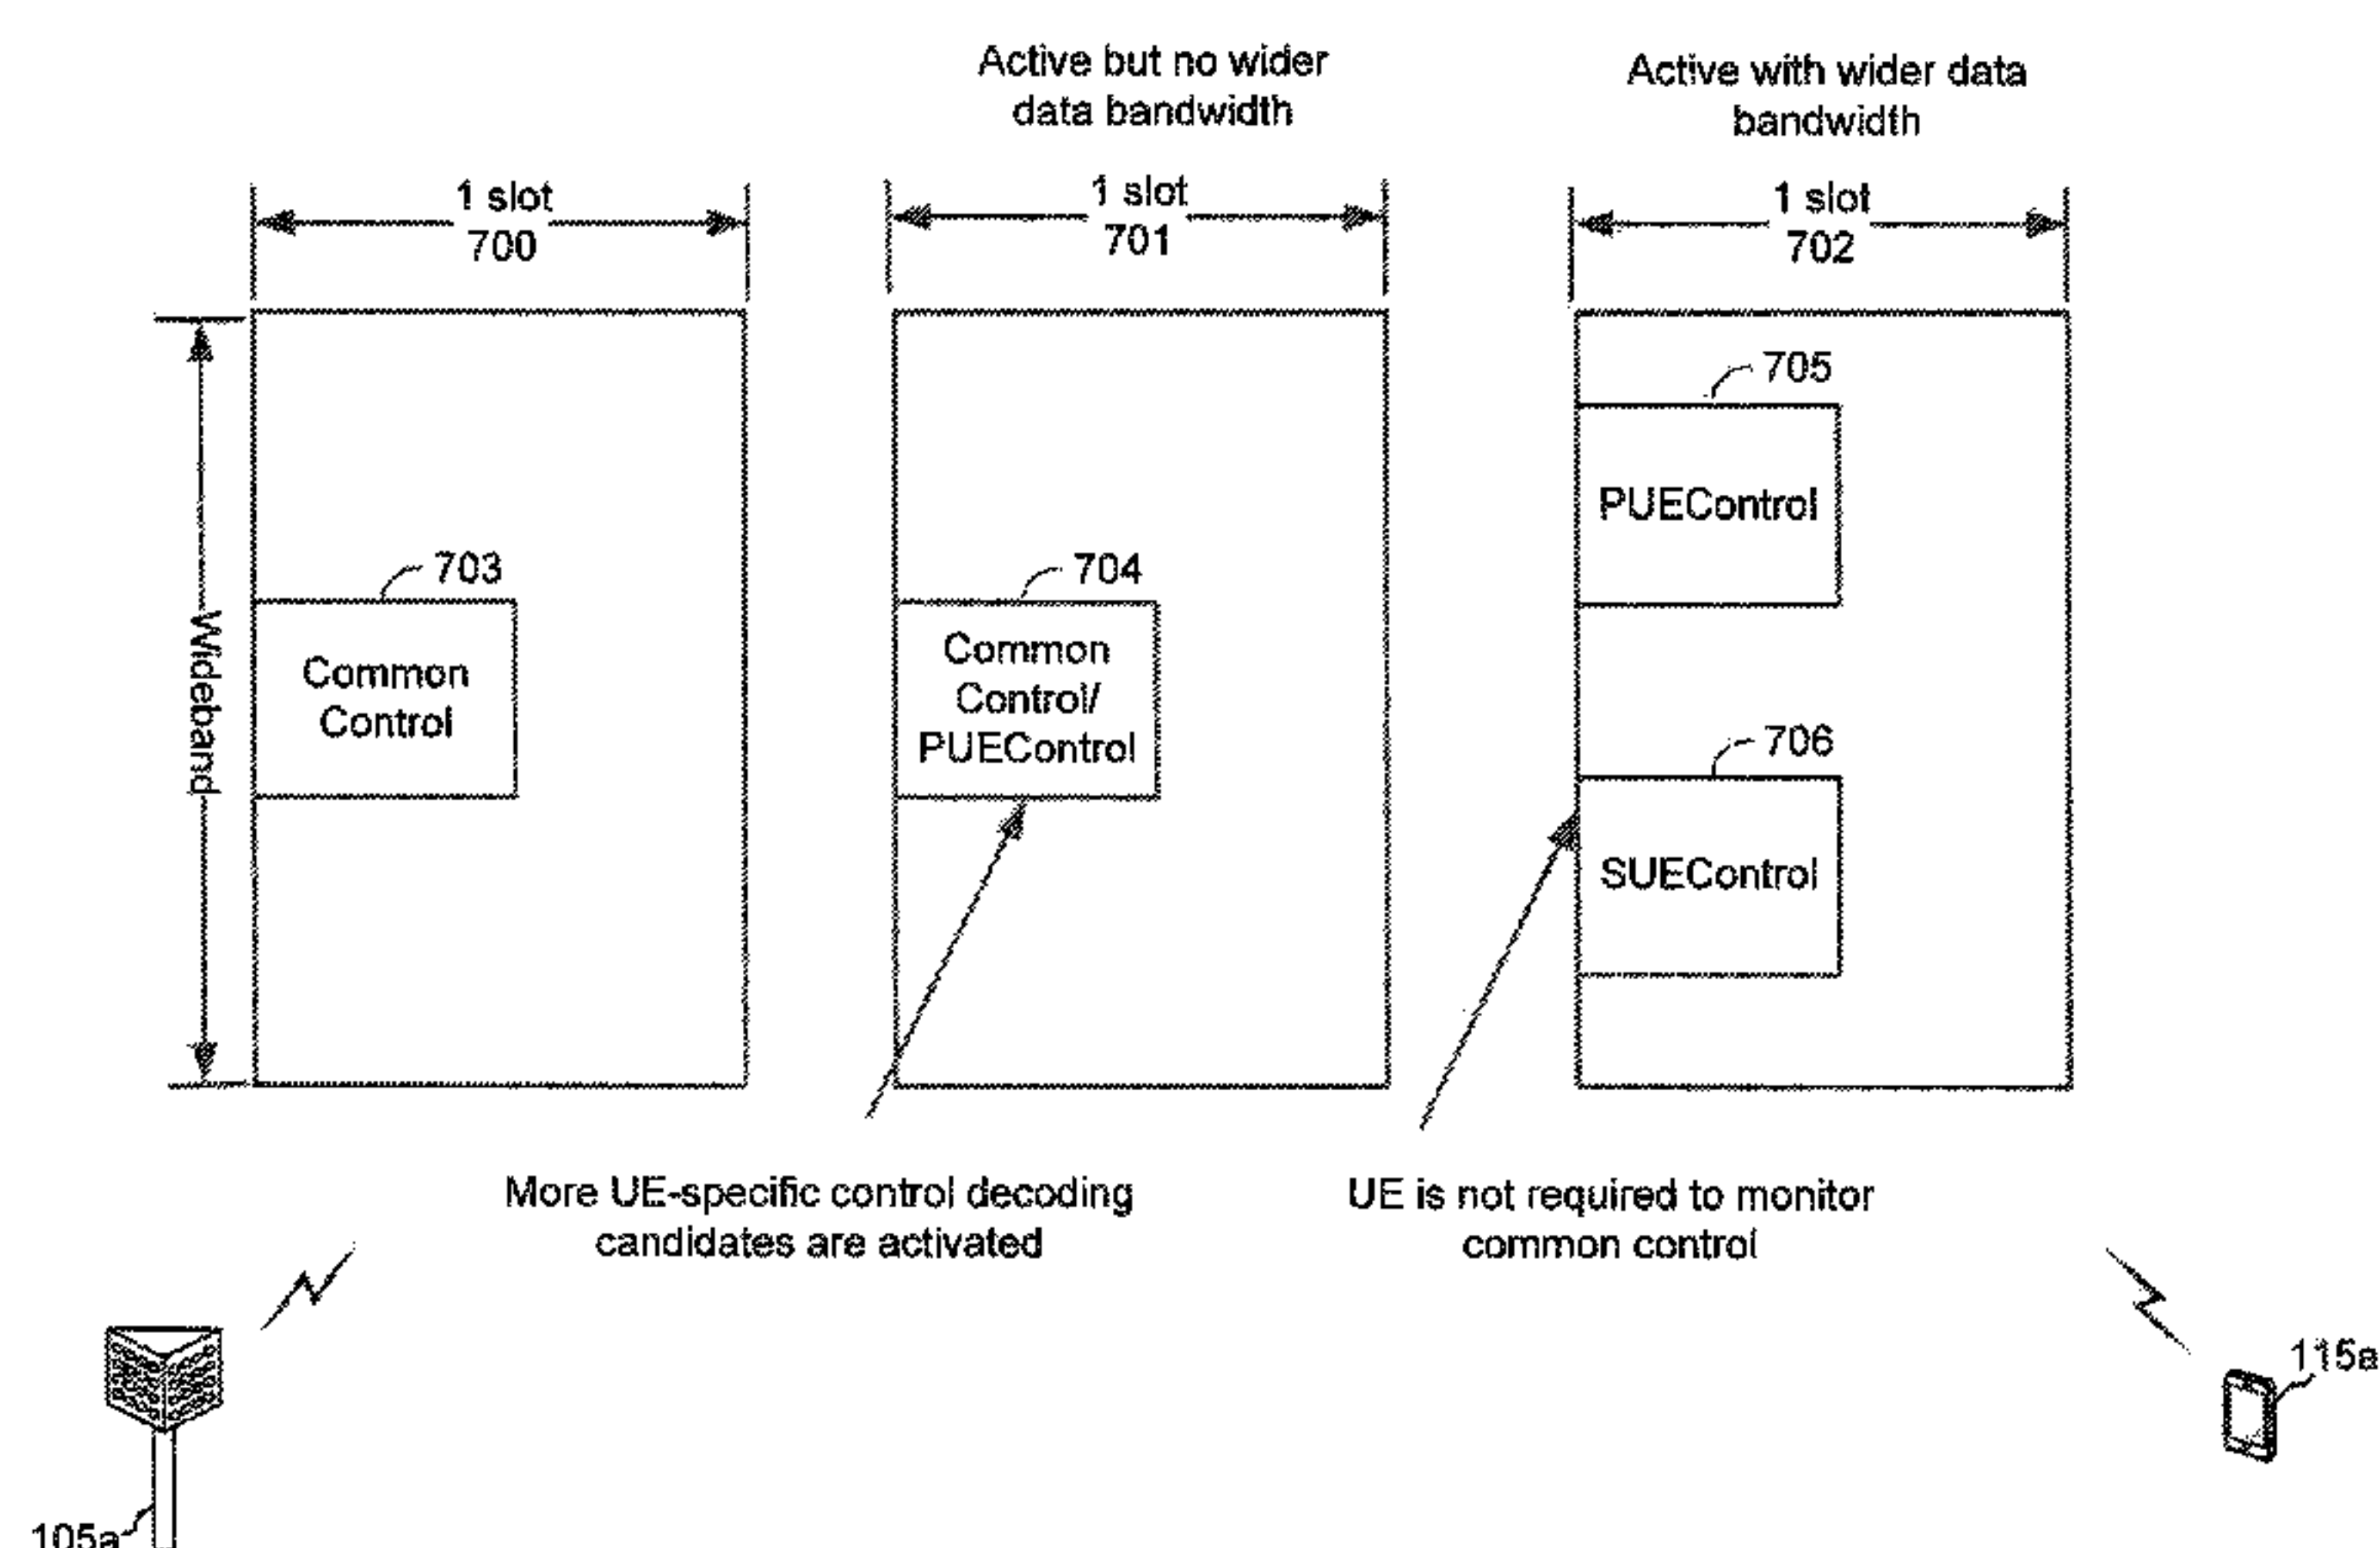 Active but no wider
data bandwidth
Active with wider data
bandwidth
1 slot
700
1 slot
701
1 slot
702
Wideband
703
Common
Control
704
Common
Control/
PUEControl
705
PUEControl
706
SUEControl
More UE-specific control decoding
candidates are activated
UE is not required to monitor
common control
105a
115a